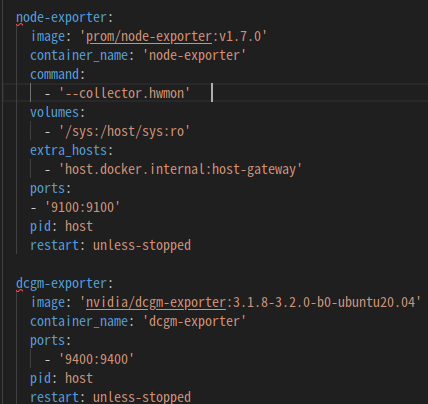 node-exporter:
image: 'prom/node-exporter:v1.7.0'
container_name: 'node-exporter'
command:
- '--collector.hwmon'
volumes:
- '/sys:/host/sys:ro'
extra_hosts:
- 'host.docker.internal:host-gateway'
ports:
- '9100:9100'
pid: host
restart: unless-stopped
dcgm-exporter:
image: 'nvidia/dcgm-exporter:3.1.8-3.2.0-b0-ubuntu20.04'
container_name: 'dcgm-exporter'
ports:
- '9400:9400'
pid: host
restart: unless-stopped